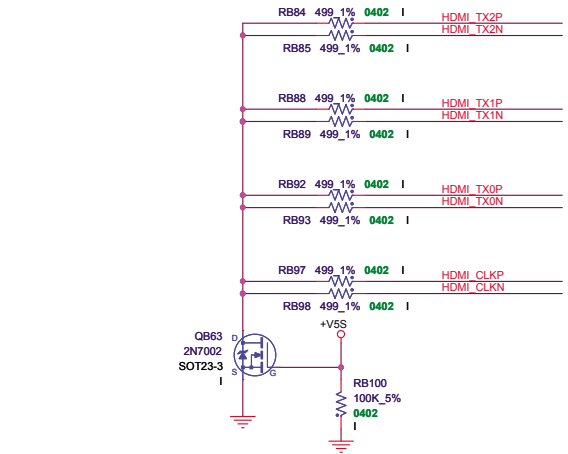 RB84 499_1% 0402 I
HDMI_TX2P
HDMI_TX2N
RB85 499_1% 0402 I
RB88 499_1% 0402 I
HDMI_TX1P
HDMI_TX1N
RB89 499_1% 0402 I
RB92 499_1% 0402 I
HDMI_TX0P
HDMI_TX0N
RB93 499_1% 0402 I
RB97 499_1% 0402 I
HDMI_CLKP
HDMI_CLKN
RB98 499_1% 0402 I
+V5S
QB63 D
2N7002
SOT23-3 S G
I
RB100
100K_5%
0402
I